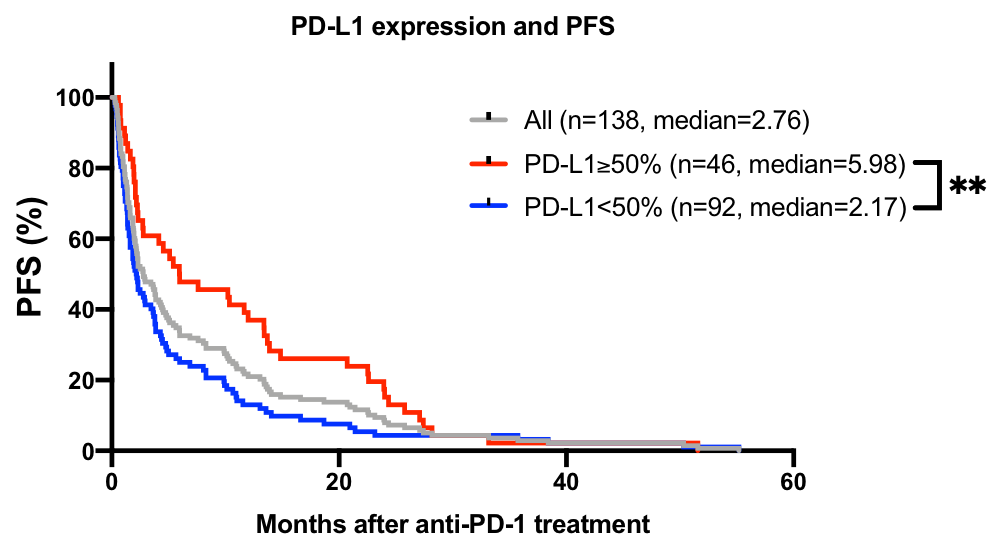 PD-L1 expression and PFS
All (n=138, median=2.76)
PD-L1≥50% (n=46, median=5.98)
PD-L1<50% (n=92, median=2.17)
**
PFS (%)
100
80
60
40
20
0
0 20 40 60
Months after anti-PD-1 treatment